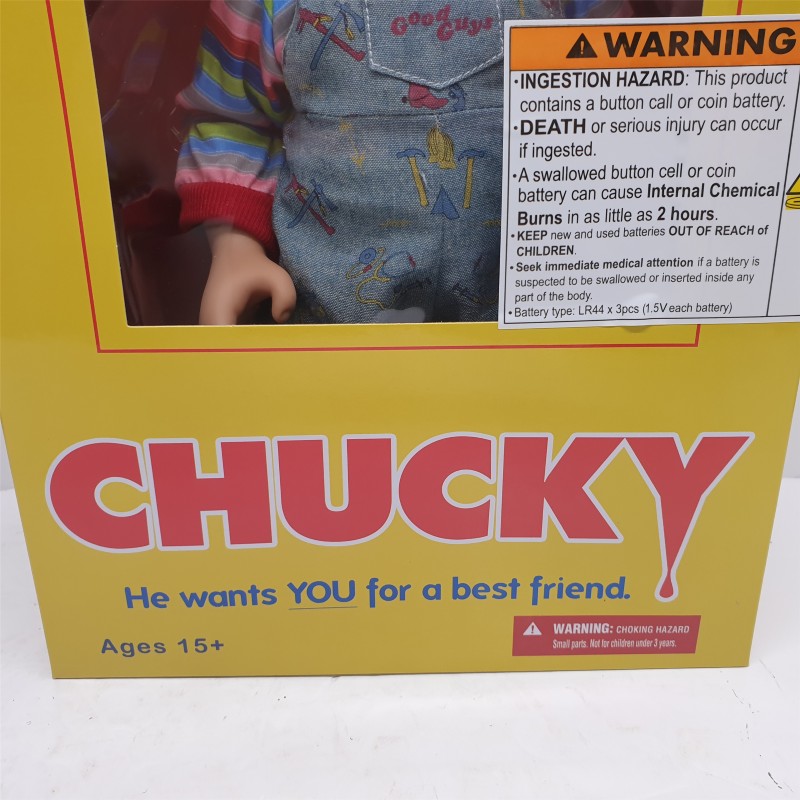 Good Guys
WARNING
•INGESTION HAZARD: This product
contains a button call or coin battery.
•DEATH or serious injury can occur
if ingested.
•A swallowed button cell or coin
battery can cause Internal Chemical
Burns in as little as 2 hours.
•KEEP new and used batteries OUT OF REACH of
CHILDREN.
•Seek immediate medical attention if a battery is
suspected to be swallowed or inserted inside any
part of the body.
•Battery type: LR44 x 3pcs (1.5V each battery)
CHUCKY
He wants YOU for a best friend.
Ages 15+
WARNING: CHOKING HAZARD
Small parts. Not for children under 3 years.